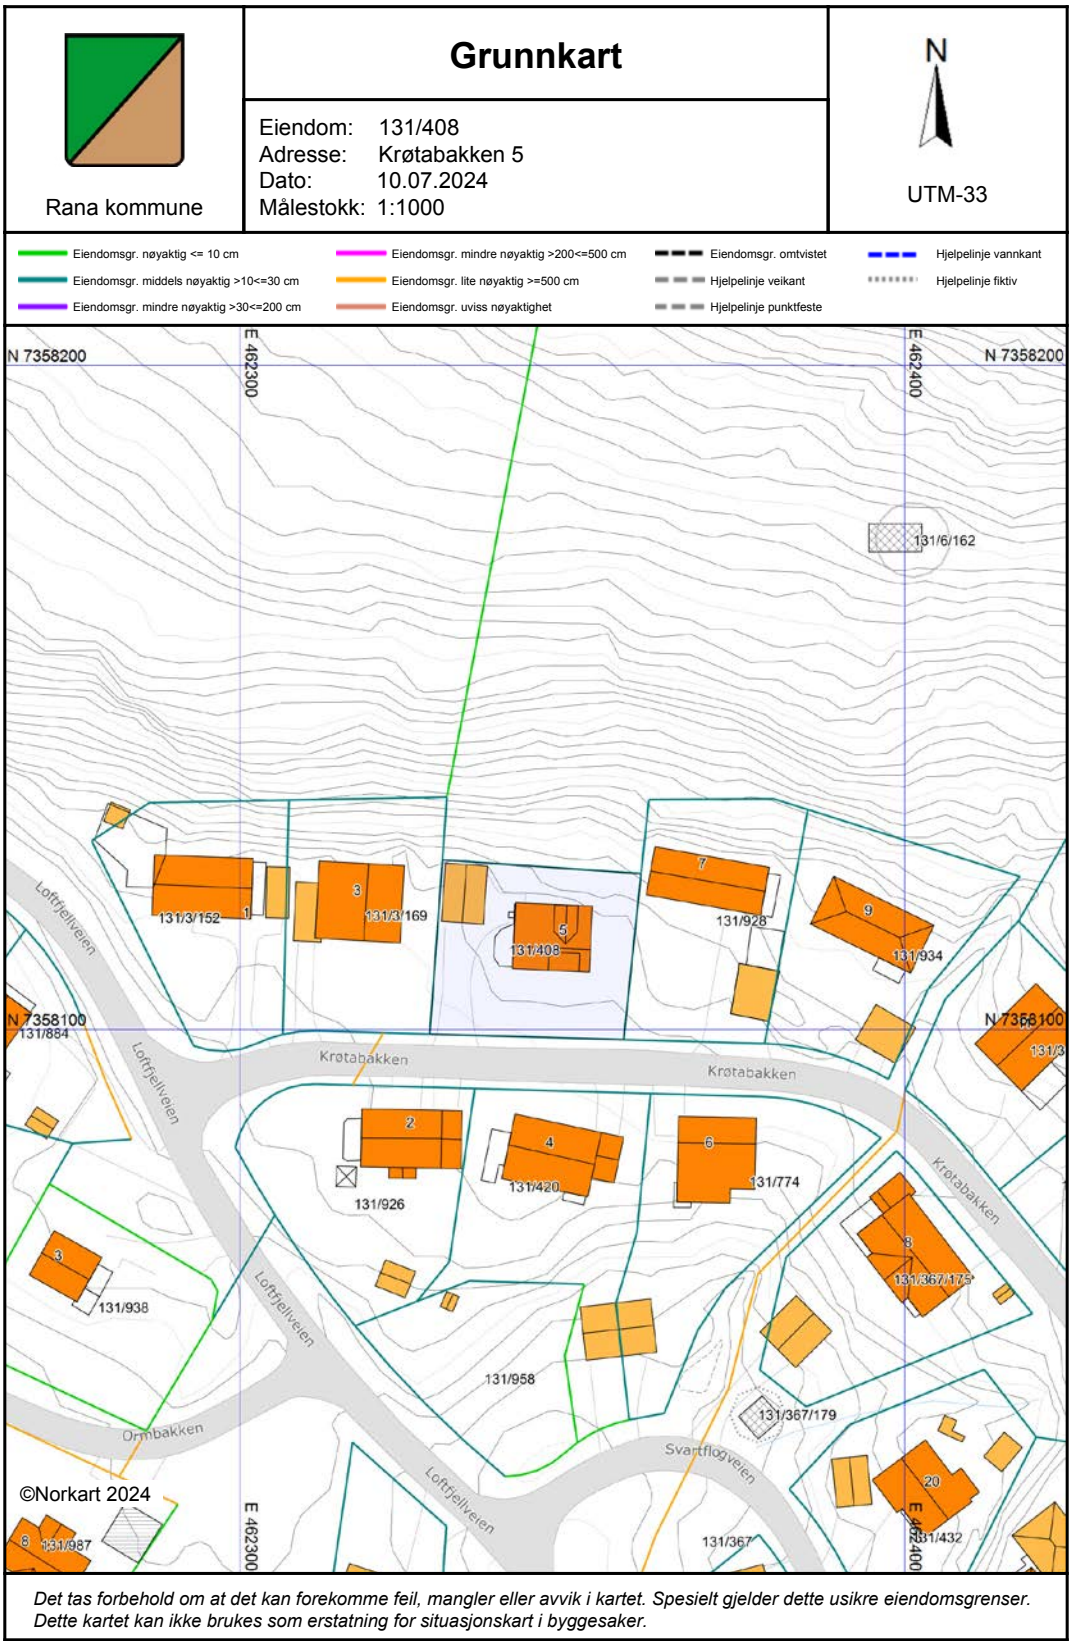 Grunnkart
Rana kommune
Eiendom: 131/408
Adresse: Krøtabakken 5
Dato: 10.07.2024
Målestokk: 1:1000
N
UTM-33
Eiendomsgr. nøyaktig <= 10 cm
Eiendomsgr. middels nøyaktig >10<=30 cm
Eiendomsgr. mindre nøyaktig >30<=200 cm
Eiendomsgr. mindre nøyaktig >200<=500 cm
Eiendomsgr. lite nøyaktig >=500 cm
Eiendomsgr. uviss nøyaktighet
Eiendomsgr. omtvistet
Hjelpelinje veikant
Hjelpelinje punktfeste
Hjelpelinje vannkant
Hjelpelinje fiktiv
N 7358200
E 462300
E 462400
N 7358200
131/6/162
1
131/3/152
3
131/3/169
5
131/408
7
131/928
9
131/934
Loftfjellveien
N 7358100
131/884
N 7358100
131/3
Loftfjellveien
Krøtabakken
Krøtabakken
2
131/926
4
131/420
6
131/774
Krøtabakken
8
131/367/175
3
131/938
Loftfjellveien
131/958
131/367/179
Ormbakken
Svartflogveien
Loftfjellveien
20
131/432
131/367
©Norkart 2024
8
131/987
E 462300
E 462400
Det tas forbehold om at det kan forekomme feil, mangler eller avvik i kartet. Spesielt gjelder dette usikre eiendomsgrenser.
Dette kartet kan ikke brukes som erstatning for situasjonskart i byggesaker.